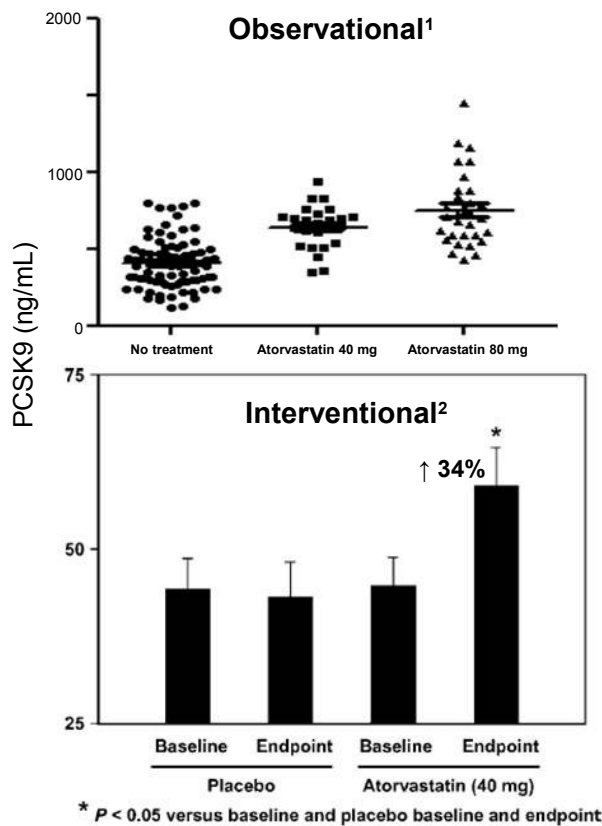 Observational¹
2000
1000
0
No treatment
Atorvastatin 40 mg
Atorvastatin 80 mg
PCSK9 (ng/mL)
Interventional²
75
50
25
↑ 34%
*
Baseline
Endpoint
Baseline
Endpoint
Placebo
Atorvastatin (40 mg)
* P < 0.05 versus baseline and placebo baseline and endpoint